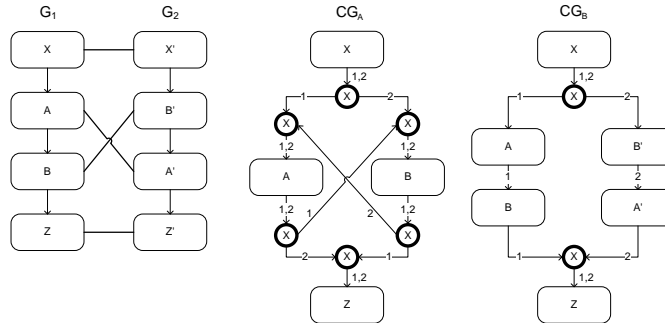 G1 G2 CGA CGB
X X' X X
1,2 1,2
X X
1 2 1 2
A B' X X
1,2 1,2
A B'
B A' A B 1 2
1,2 1,2 B A'
1 2
Z Z' X X
2 X 1 1 X 2
1,2 1,2
Z Z